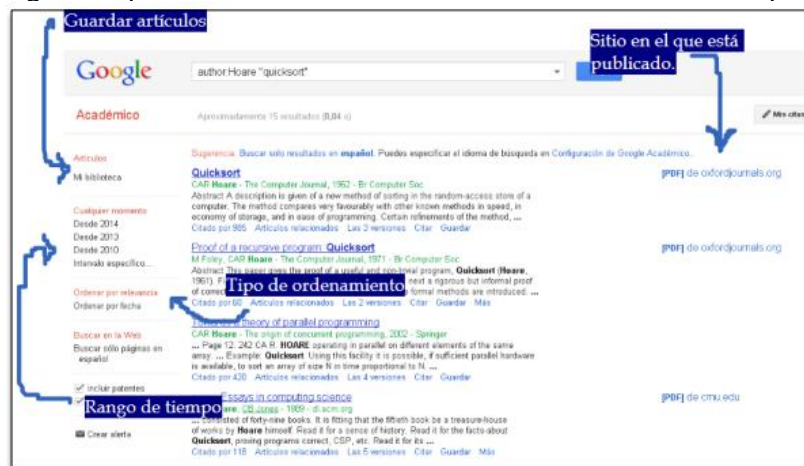 Guardar artículos
Sitio en el que está
publicado.
Google
author:Hoare "quicksort"
Académico
Aproximadamente 15 resultados (0,04 s)
Mis citas
Artículos
Mi biblioteca
Cualquier momento
Desde 2014
Desde 2013
Desde 2010
Intervalo específico...
Ordenar por relevancia
Ordenar por fecha
Buscar en la Web
Buscar sólo páginas en
español
incluir patentes
Crear alerta
Rango de tiempo
Tipo de ordenamiento
Sugerencia: Buscar solo resultados en español. Puedes especificar el idioma de búsqueda en Configuración de Google Académico.
Quicksort
CAR Hoare - The Computer Journal, 1962 - Br Computer Soc
Abstract A description is given of a new method of sorting in the random-access store of a
computer. The method compares very favourably with other known methods in speed, in
economy of storage, and in ease of programming. Certain refinements of the method, ...
Citado por 985 Artículos relacionados Las 3 versiones Citar Guardar
[PDF] de oxfordjournals.org
Proof of a recursive program: Quicksort
M Foley, CAR Hoare - The Computer Journal, 1971 - Br Computer Soc
Abstract This paper gives the proof of a useful and non-trivial program, Quicksort (Hoare,
1961). F next a rigorous but informal proof
of correct formal methods are introduced. ...
Citado por 60 Artículos relacionados Las 2 versiones Citar Guardar Más
[PDF] de oxfordjournals.org
theory of parallel programming
CAR Hoare - The origin of concurrent programming, 2002 - Springer
... Page 12. 242 CA R. HOARE operating in parallel on different elements of the same
array. ... Example: Quicksort. Using this facility it is possible, if sufficient parallel hardware
is available, to sort an array of size N in time proportional to N. ...
Citado por 420 Artículos relacionados Las 4 versiones Citar Guardar
Essays in computing science
CB Jones - 1989 - dl.acm.org
consisted of forty-nine books. It is fitting that the fiftieth book be a treasure-house
of works by Hoare himself. Read it for a sense of history. Read it for the facts about
Quicksort, proving programs correct, CSP, etc. Read it for its ...
Citado por 118 Artículos relacionados Las 5 versiones Citar Guardar Más
[PDF] de cmu.edu